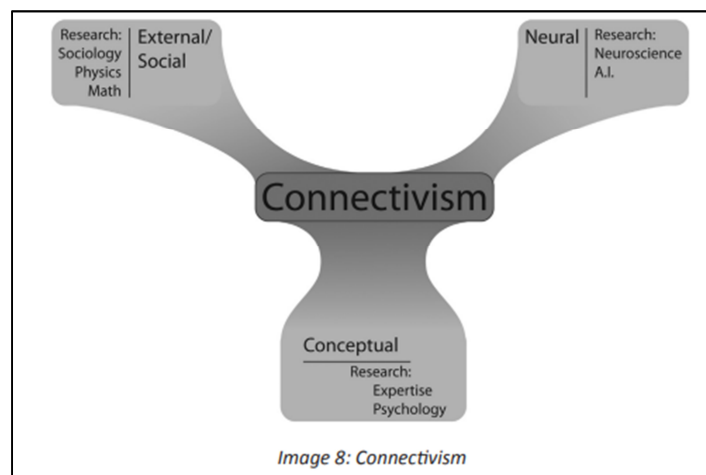 Research:
Sociology
Physics
Math
External/
Social
Neural
Research:
Neuroscience
A.I.
Connectivism
Conceptual
Research:
Expertise
Psychology
Image 8: Connectivism